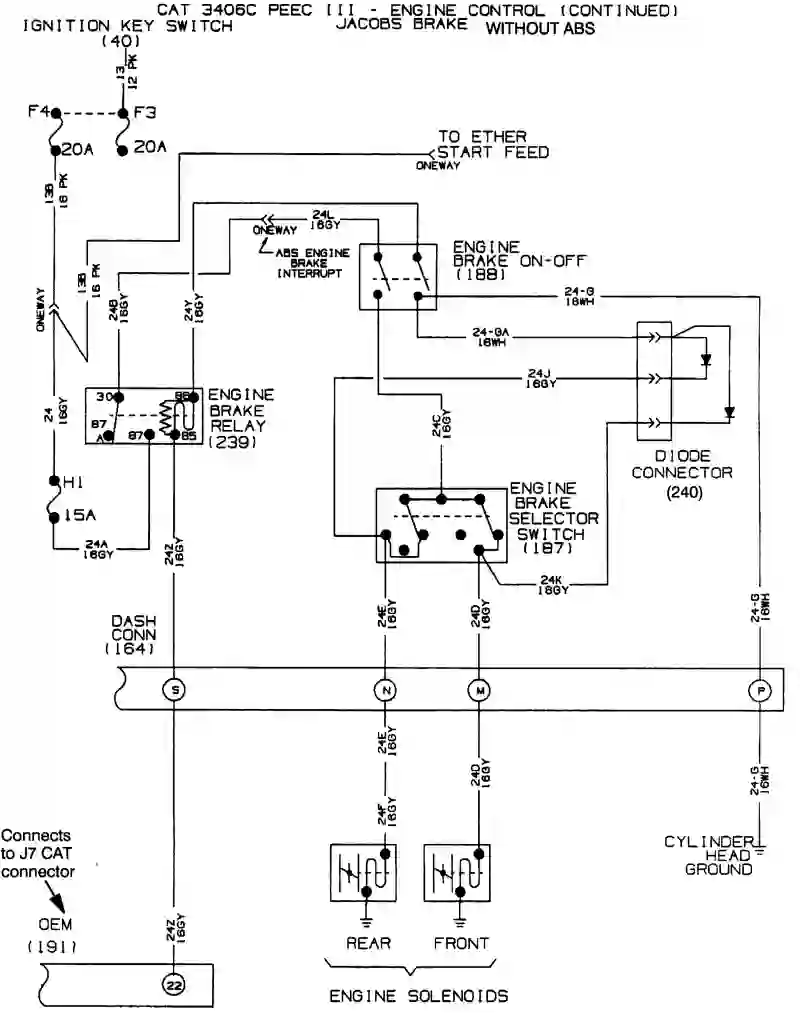 CAT 3406C PEEC III - ENGINE CONTROL (CONTINUED)
IGNITION KEY SWITCH
(40)
JACOBS BRAKE WITHOUT ABS
13
12 PK
F4
F3
20A
20A
TO ETHER
START FEED
ONEWAY
13B
16 PK
24L
16GY
ONEWAY
ABS ENGINE
BRAKE
INTERRUPT
ENGINE
BRAKE ON-OFF
(188)
13B
16 PK
24B
16GY
24Y
16GY
ONEWAY
24-G
16WH
24-GA
16WH
24J
16GY
30
86
87
A
87
85
ENGINE
BRAKE
RELAY
(239)
24
16GY
24C
16GY
DIODE
CONNECTOR
(240)
H1
15A
ENGINE
BRAKE
SELECTOR
SWITCH
(187)
24A
16GY
24Z
16GY
24K
16GY
24E
16GY
24D
16GY
24-G
16WH
DASH
CONN
(164)
S
N
M
P
24E
16GY
24D
16GY
24-G
16WH
24F
16GY
Connects
to J7 CAT
connector
CYLINDER
HEAD
GROUND
OEM
(191)
24Z
16GY
REAR
FRONT
22
ENGINE SOLENOIDS